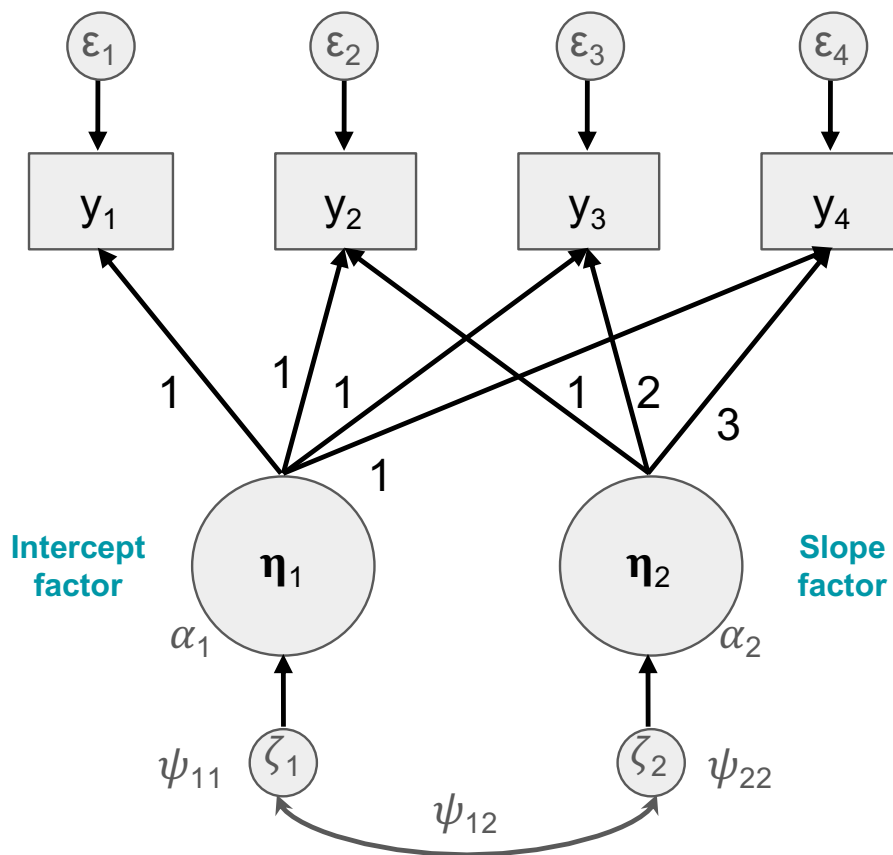 ε₁ ε₂ ε₃ ε₄
y₁ y₂ y₃ y₄
1 1 1 1 2 3
1
Intercept
factor
η₁ η₂
Slope
factor
α₁ α₂
ψ₁₁ ζ₁ ζ₂ ψ₂₂
ψ₁₂